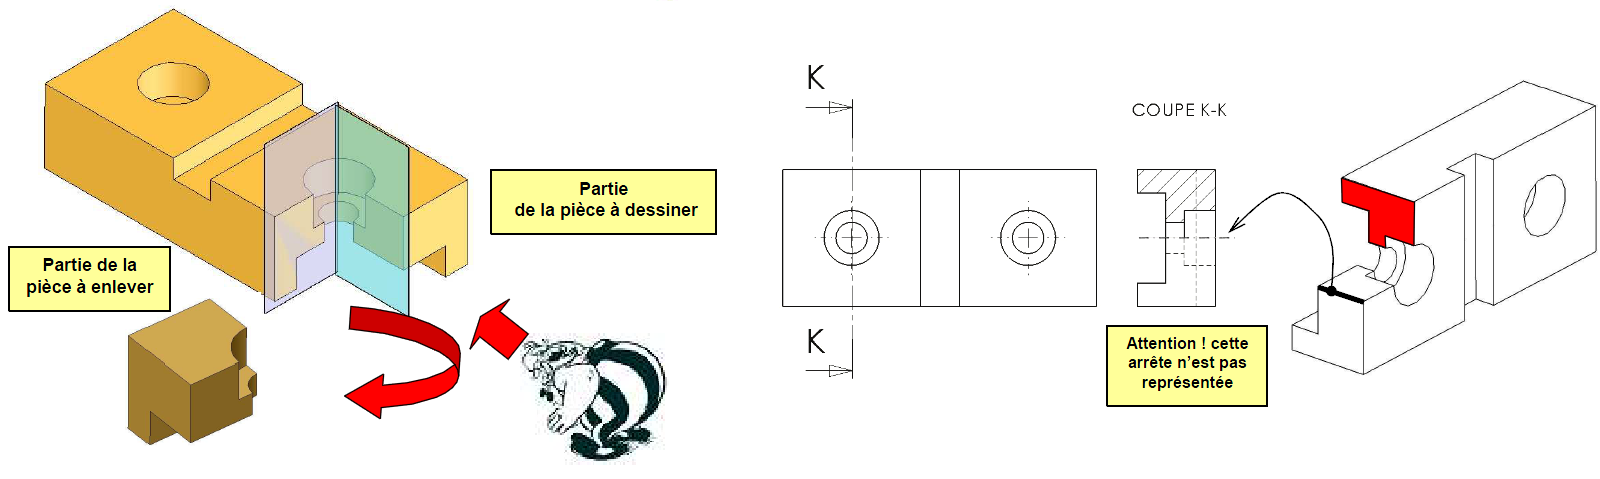 Partie
de la pièce à dessiner
Partie de la
pièce à enlever
K
K
COUPE K-K
Attention ! cette
arrête n’est pas
représentée